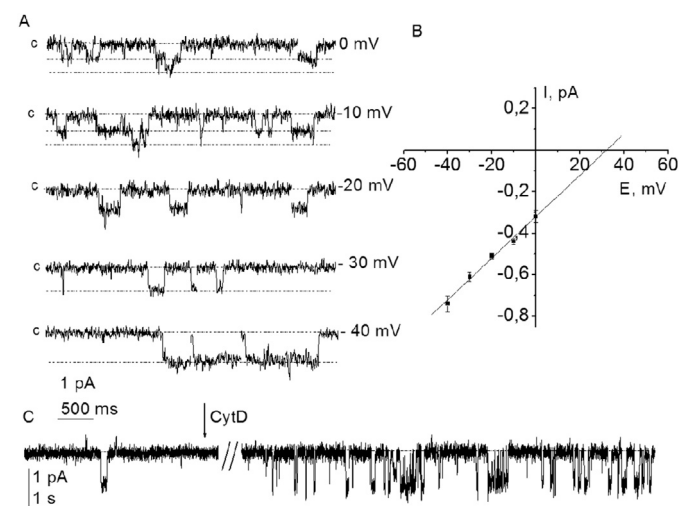 A
B
c
0 mV
c
-10 mV
c
-20 mV
c
- 30 mV
c
- 40 mV
I, pA
0,2
-60 -40 -20 0 20 40 60
E, mV
-0,2
-0,4
-0,6
-0,8
1 pA
500 ms
C
CytD
1 pA
1 s